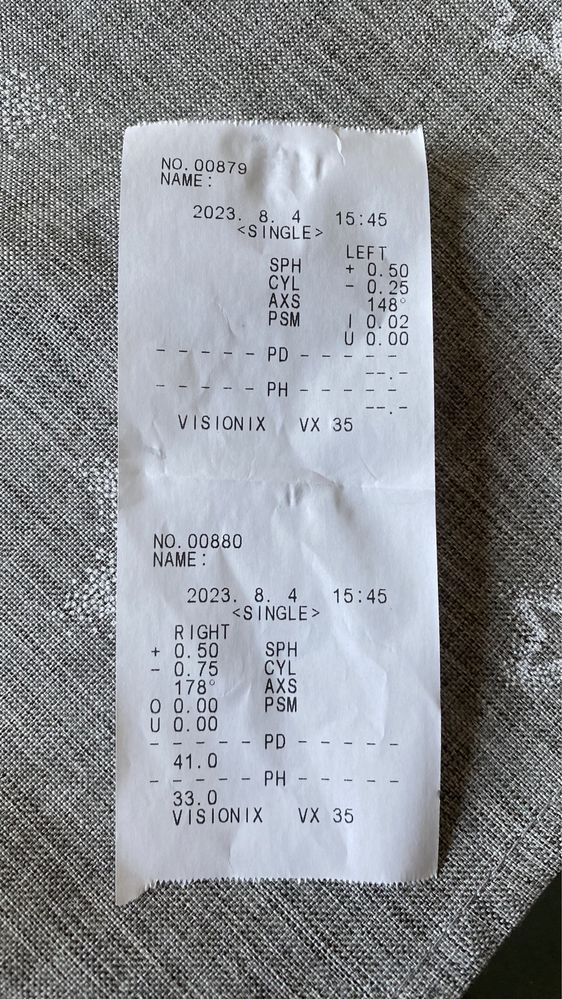 NO.00879
NAME:
2023. 8. 4 15:45
<SINGLE>
LEFT
SPH + 0.50
CYL - 0.25
AXS 148°
PSM I 0.02
U 0.00
- - - - - PD - - - - -
--.-
- - - - - PH - - - - -
--.-
VISIONIX VX 35
NO.00880
NAME:
2023. 8. 4 15:45
<SINGLE>
RIGHT
+ 0.50 SPH
- 0.75 CYL
178° AXS
O 0.00 PSM
U 0.00
- - - - - PD - - - - -
41.0
- - - - - PH - - - - -
33.0
VISIONIX VX 35